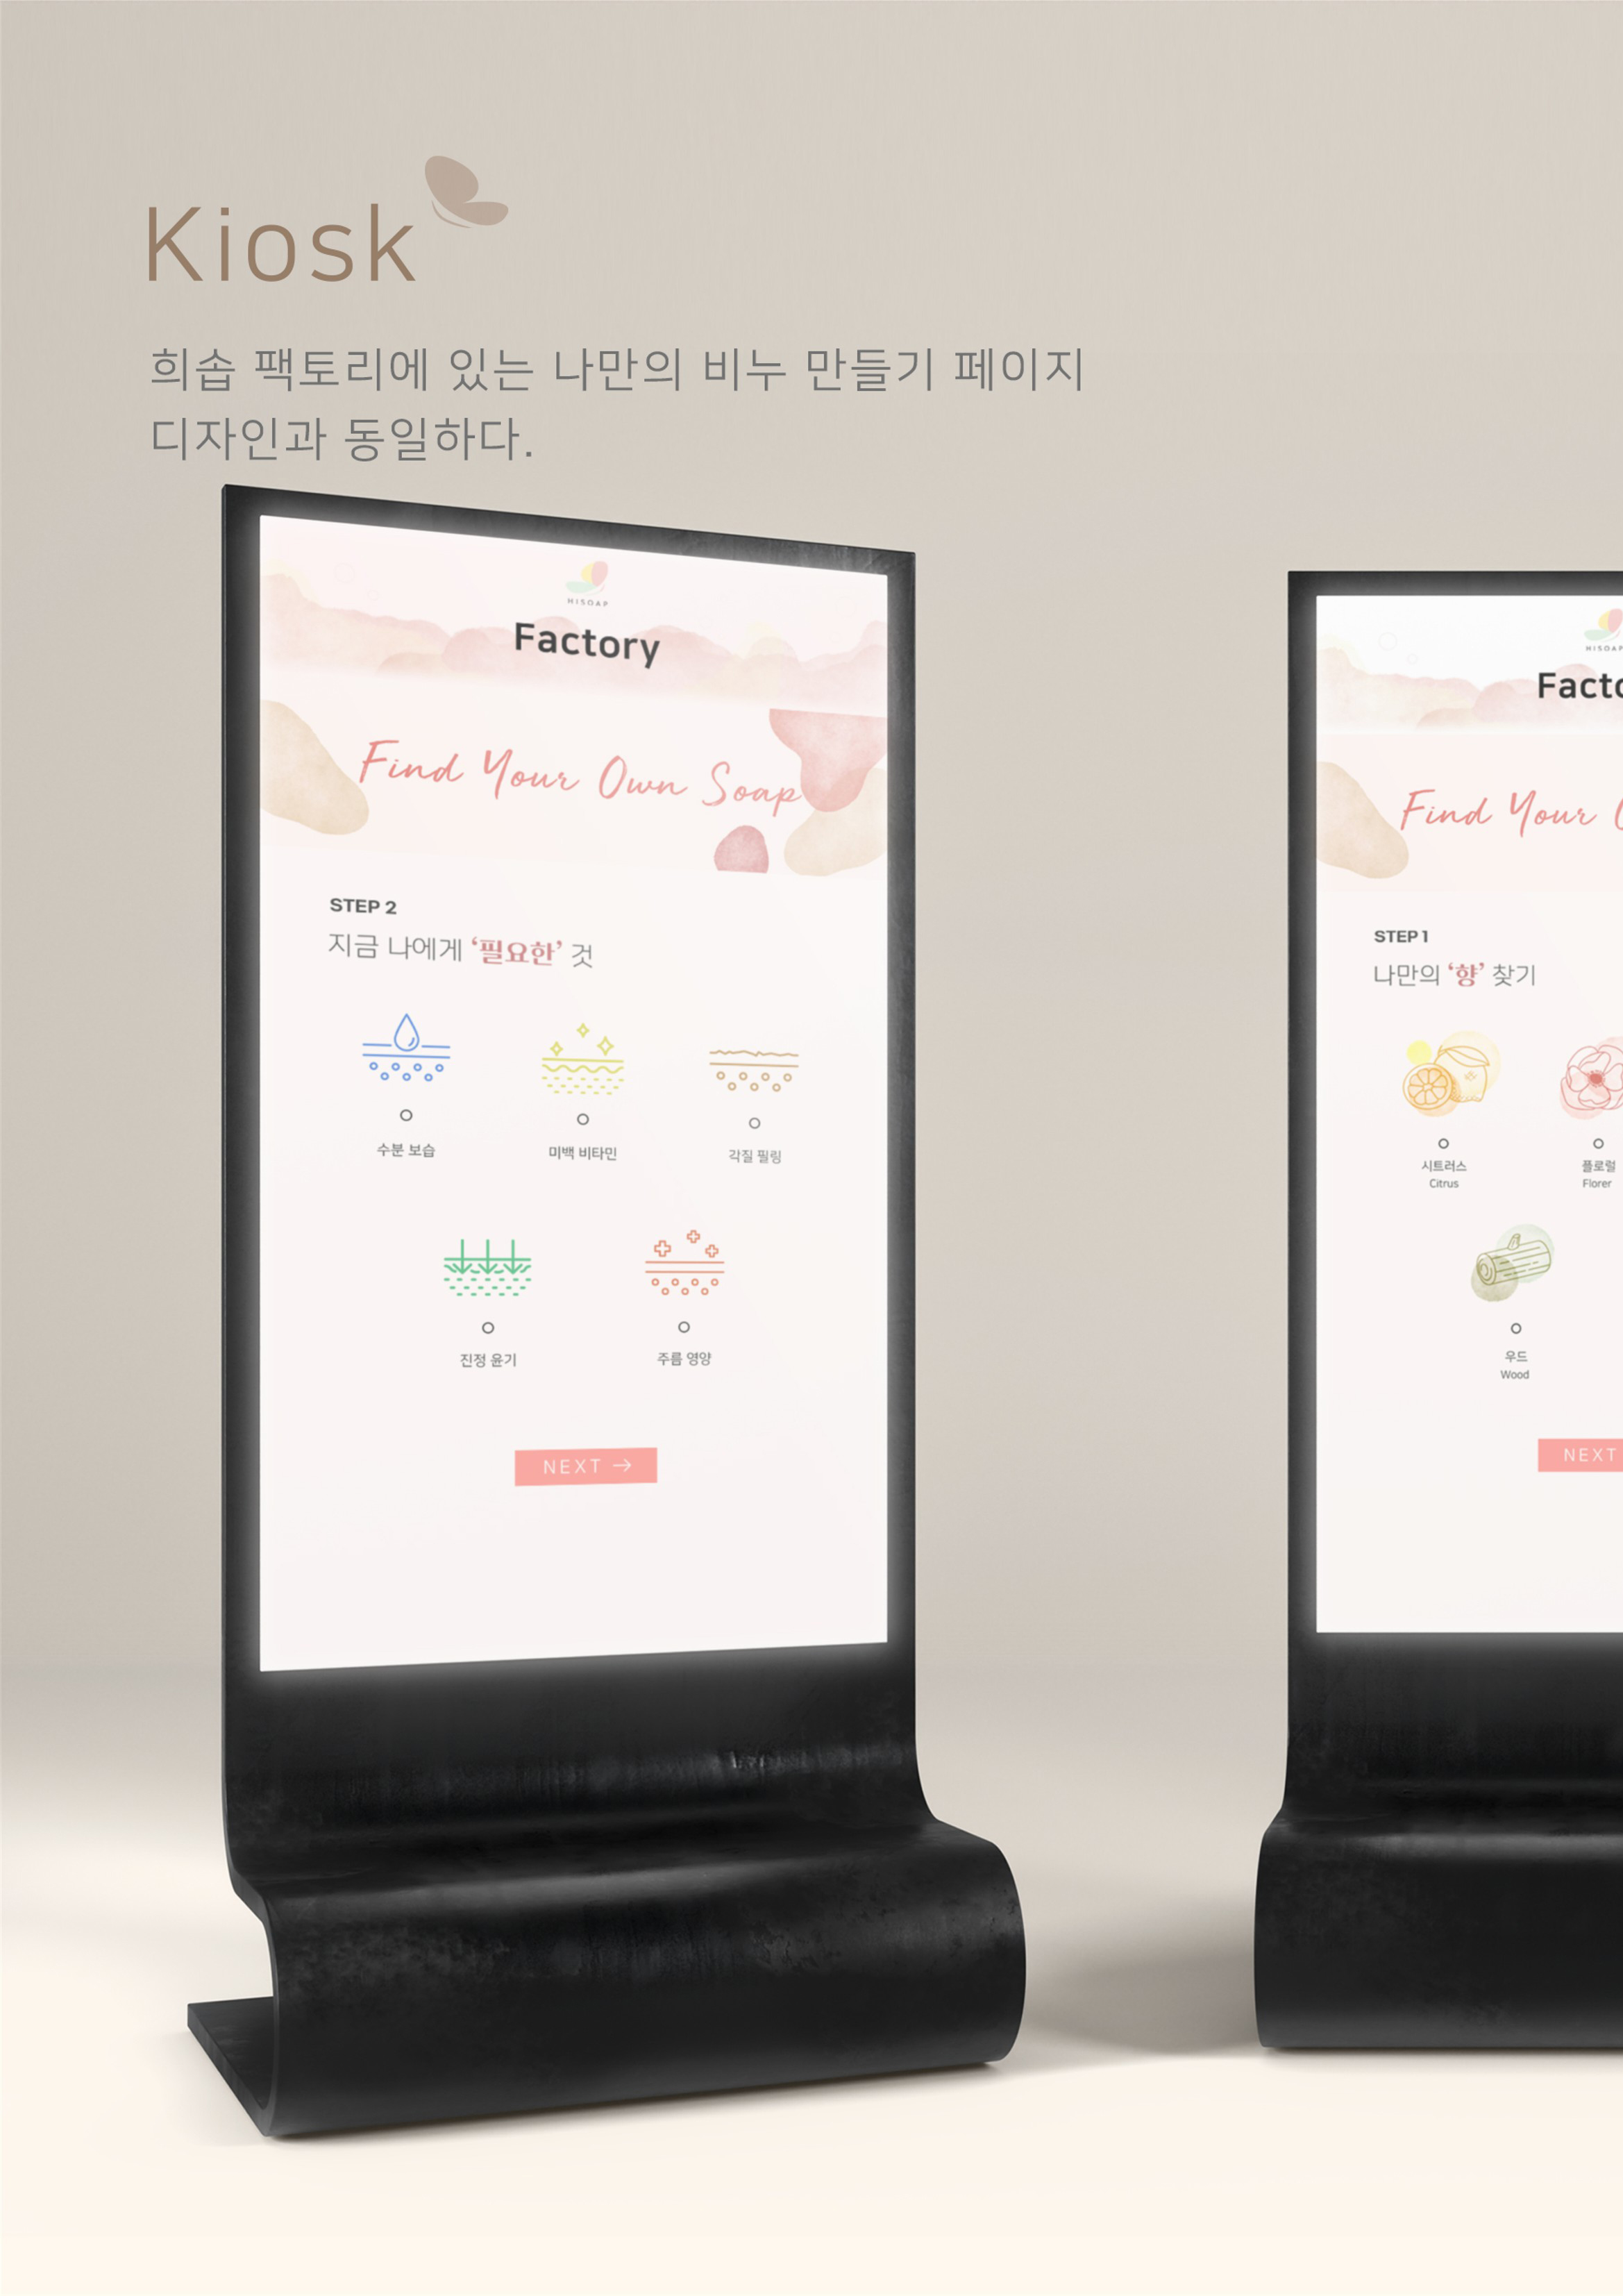 Kiosk
희솝 팩토리에 있는 나만의 비누 만들기 페이지
디자인과 동일하다.
HISOAP
Factory
Find Your Own Soap
STEP 2
지금 나에게 ‘필요한’ 것
수분 보습
미백 비타민
각질 필링
진정 윤기
주름 영양
NEXT →
HISOAP
Facto
Find Your O
STEP 1
나만의 ‘향’ 찾기
시트러스
Citrus
플로럴
Florer
우드
Wood
NEXT